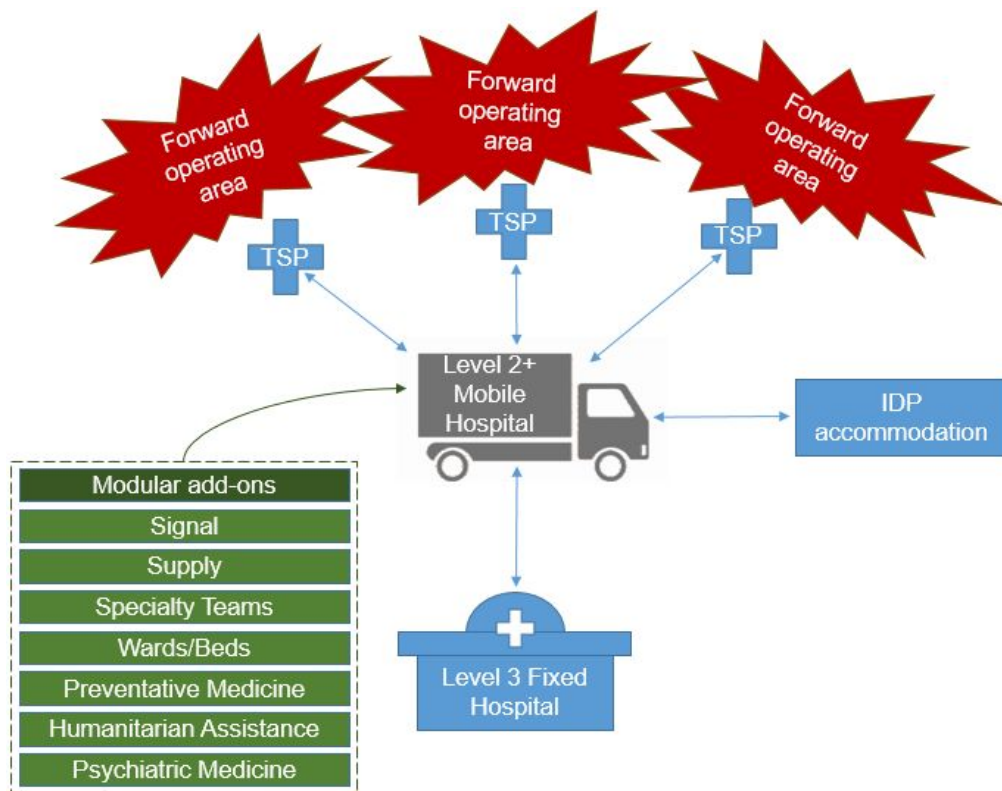 Forward
operating
area
Forward
operating
area
Forward
operating
area
TSP
TSP
TSP
Level 2+
Mobile
Hospital
IDP
accommodation
Modular add-ons
Signal
Supply
Specialty Teams
Wards/Beds
Preventative Medicine
Humanitarian Assistance
Psychiatric Medicine
Level 3 Fixed
Hospital